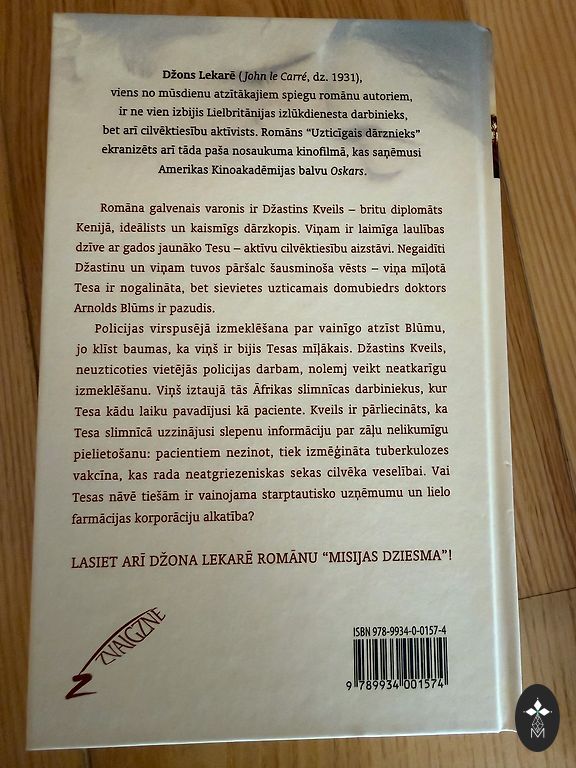 Džons Lekarē (John le Carré, dz. 1931),
viens no mūsdienu atzītākajiem spiegu romānu autoriem,
ir ne vien izbijis Lielbritānijas izlūkdienesta darbinieks,
bet arī cilvēktiesību aktīvists. Romāns “Uzticīgais dārznieks”
ekranizēts arī tāda paša nosaukuma kinofilmā, kas saņēmusi
Amerikas Kinoakadēmijas balvu Oskars.
Romāna galvenais varonis ir Džastins Kveils – britu diplomāts
Kenijā, ideālists un kaismīgs dārzkopis. Viņam ir laimīga laulības
dzīve ar gados jaunāko Tesu – aktīvu cilvēktiesību aizstāvi. Negaidīti
Džastinu un viņam tuvos pāršalc šausminoša vēsts – viņa mīļotā
Tesa ir nogalināta, bet sievietes uzticamais domubiedrs doktors
Arnolds Blūms ir pazudis.
Policijas virspusējā izmeklēšana par vainīgo atzīst Blūmu,
jo klīst baumas, ka viņš ir bijis Tesas mīļākais. Džastins Kveils,
neuzticoties vietējās policijas darbam, nolemj veikt neatkarīgu
izmeklēšanu. Viņš iztaujā tās Āfrikas slimnīcas darbiniekus, kur
Tesa kādu laiku pavadījusi kā paciente. Kveils ir pārliecināts, ka
Tesa slimnīcā uzzinājusi slepenu informāciju par zāļu nelikumīgu
pielietošanu: pacientiem nezinot, tiek izmēģināta tuberkulozes
vakcīna, kas rada neatgriezeniskas sekas cilvēka veselībai. Vai
Tesas nāvē tiešām ir vainojama starptautisko uzņēmumu un lielo
farmācijas korporāciju alkatība?
LASIET ARĪ DŽONA LEKARĒ ROMĀNU “MISIJAS DZIESMA”!
ZVAIGZNE
ISBN 978-9934-0-0157-4
9 789934 001574